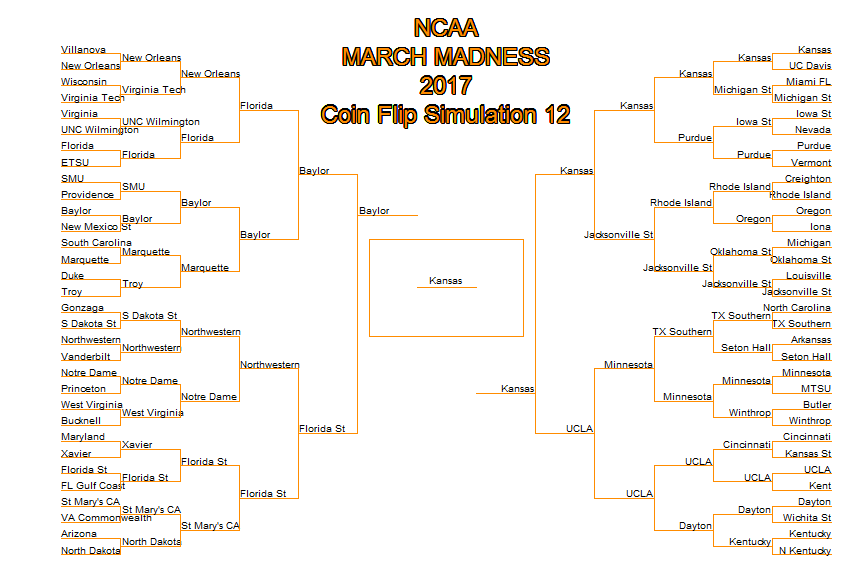 NCAA
MARCH MADNESS
2017
Coin Flip Simulation 12
Villanova
New Orleans
Wisconsin
Virginia Tech
Virginia
UNC Wilmington
Florida
ETSU
SMU
Providence
Baylor
New Mexico St
South Carolina
Marquette
Duke
Troy
Gonzaga
S Dakota St
Northwestern
Vanderbilt
Notre Dame
Princeton
West Virginia
Bucknell
Maryland
Xavier
Florida St
FL Gulf Coast
St Mary's CA
VA Commonwealth
Arizona
North Dakota
New Orleans
Virginia Tech
UNC Wilmington
Florida
SMU
Baylor
Marquette
Troy
S Dakota St
Northwestern
Notre Dame
West Virginia
Xavier
Florida St
St Mary's CA
North Dakota
New Orleans
Florida
Baylor
Marquette
Northwestern
Notre Dame
Florida St
St Mary's CA
Florida
Baylor
Northwestern
Florida St
Baylor
Florida St
Baylor
Kansas
Kansas
Kansas
UCLA
Kansas
Jacksonville St
Minnesota
UCLA
Kansas
Purdue
Rhode Island
Jacksonville St
TX Southern
Minnesota
UCLA
Dayton
Kansas
Michigan St
Iowa St
Purdue
Rhode Island
Oregon
Oklahoma St
Jacksonville St
TX Southern
Seton Hall
Minnesota
Winthrop
Cincinnati
UCLA
Dayton
Kentucky
Kansas
UC Davis
Miami FL
Michigan St
Iowa St
Nevada
Purdue
Vermont
Creighton
Rhode Island
Oregon
Iona
Michigan
Oklahoma St
Louisville
Jacksonville St
North Carolina
TX Southern
Arkansas
Seton Hall
Minnesota
MTSU
Butler
Winthrop
Cincinnati
Kansas St
UCLA
Kent
Dayton
Wichita St
Kentucky
N Kentucky